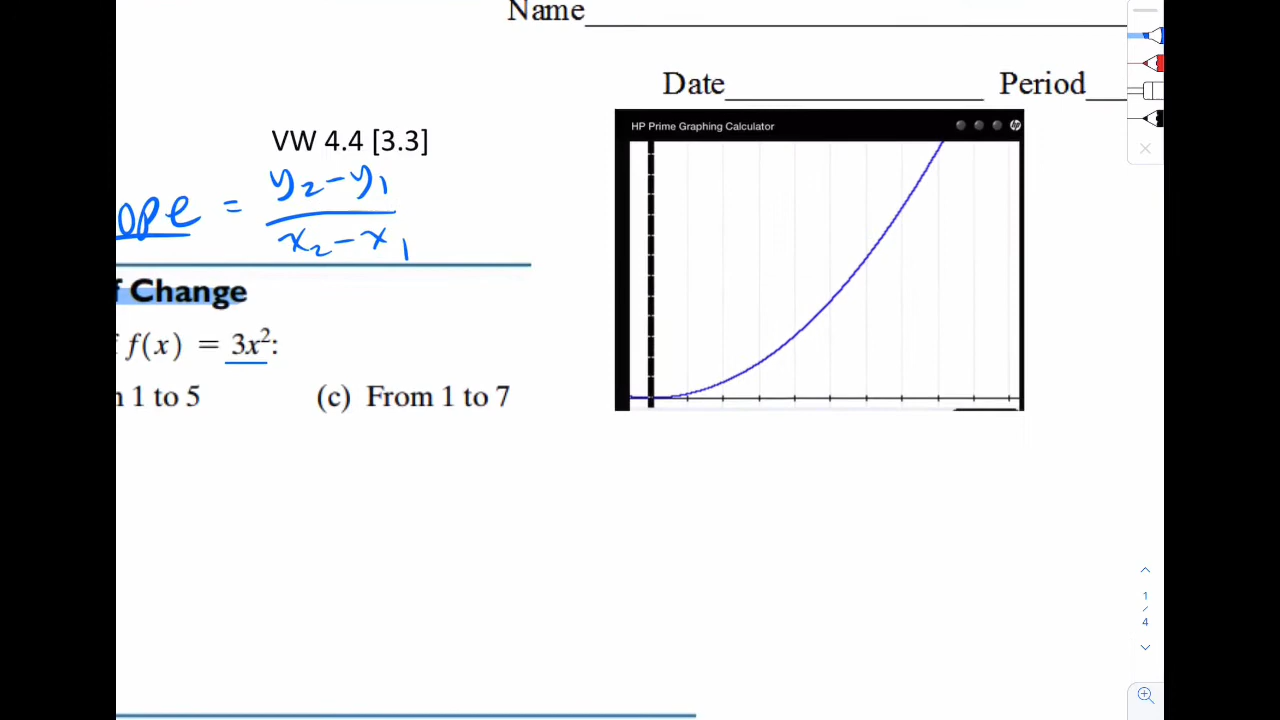 Name
Date Period
HP Prime Graphing Calculator
VW 4.4 [3.3]
ope = y₂-y₁
x₂-x₁
f Change
f f(x) = 3x²:
n 1 to 5 (c) From 1 to 7
1
/
4